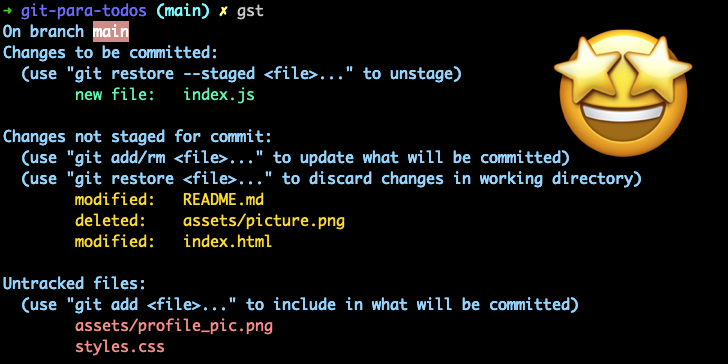 ➜ git-para-todos (main) ✗ gst
On branch main
Changes to be committed:
  (use "git restore --staged <file>..." to unstage)
        new file:   index.js

Changes not staged for commit:
  (use "git add/rm <file>..." to update what will be committed)
  (use "git restore <file>..." to discard changes in working directory)
        modified:   README.md
        deleted:    assets/picture.png
        modified:   index.html

Untracked files:
  (use "git add <file>..." to include in what will be committed)
        assets/profile_pic.png
        styles.css